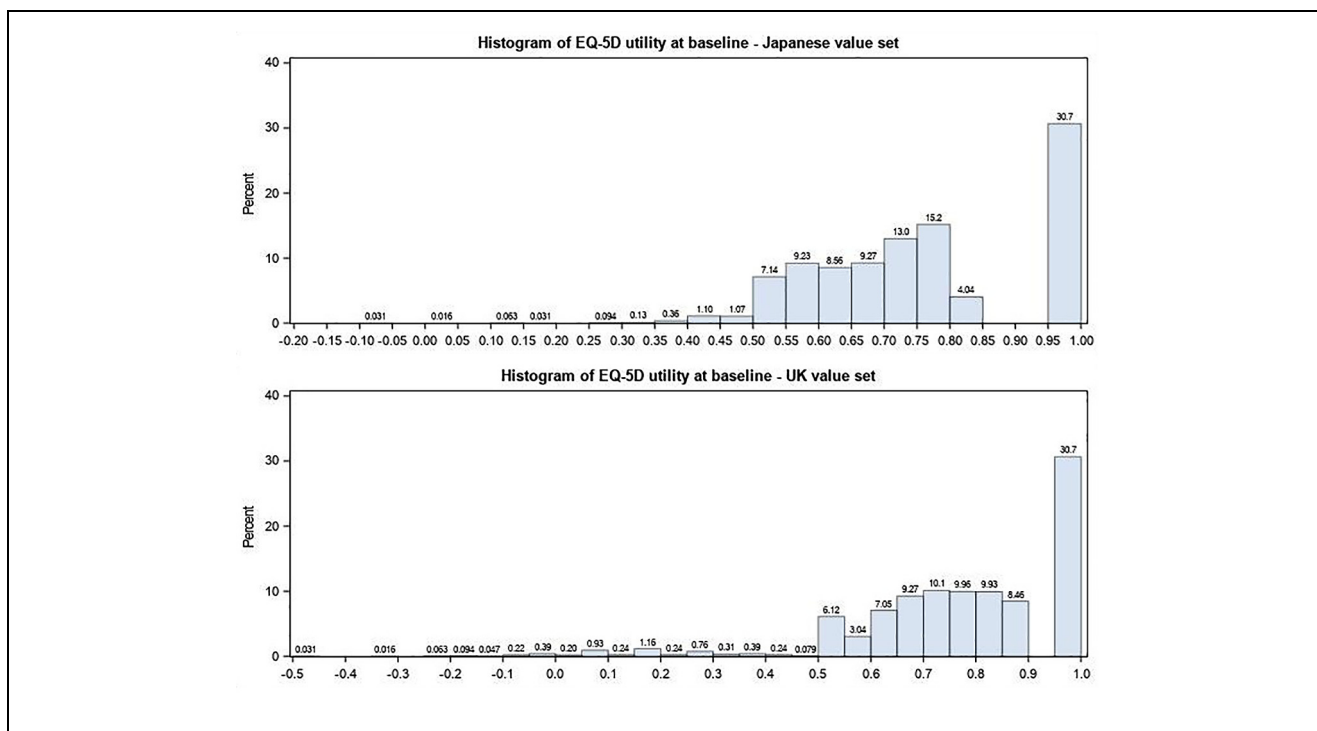 Histogram of EQ-5D utility at baseline - Japanese value set
40
30
20
10
0
Percent
0.031 0.016 0.063 0.031 0.094 0.13 0.36 1.10 1.07 7.14 9.23 8.56 9.27 13.0 15.2 4.04 30.7
-0.20 -0.15 -0.10 -0.05 0.00 0.05 0.10 0.15 0.20 0.25 0.30 0.35 0.40 0.45 0.50 0.55 0.60 0.65 0.70 0.75 0.80 0.85 0.90 0.95 1.00
Histogram of EQ-5D utility at baseline - UK value set
40
30
20
10
0
Percent
0.031 0.016 0.063 0.094 0.047 0.22 0.39 0.20 0.93 0.24 1.16 0.24 0.76 0.31 0.39 0.24 0.079 6.12 3.04 7.05 9.27 10.1 9.96 9.93 8.46 30.7
-0.5 -0.4 -0.3 -0.2 -0.1 0.0 0.1 0.2 0.3 0.4 0.5 0.6 0.7 0.8 0.9 1.0